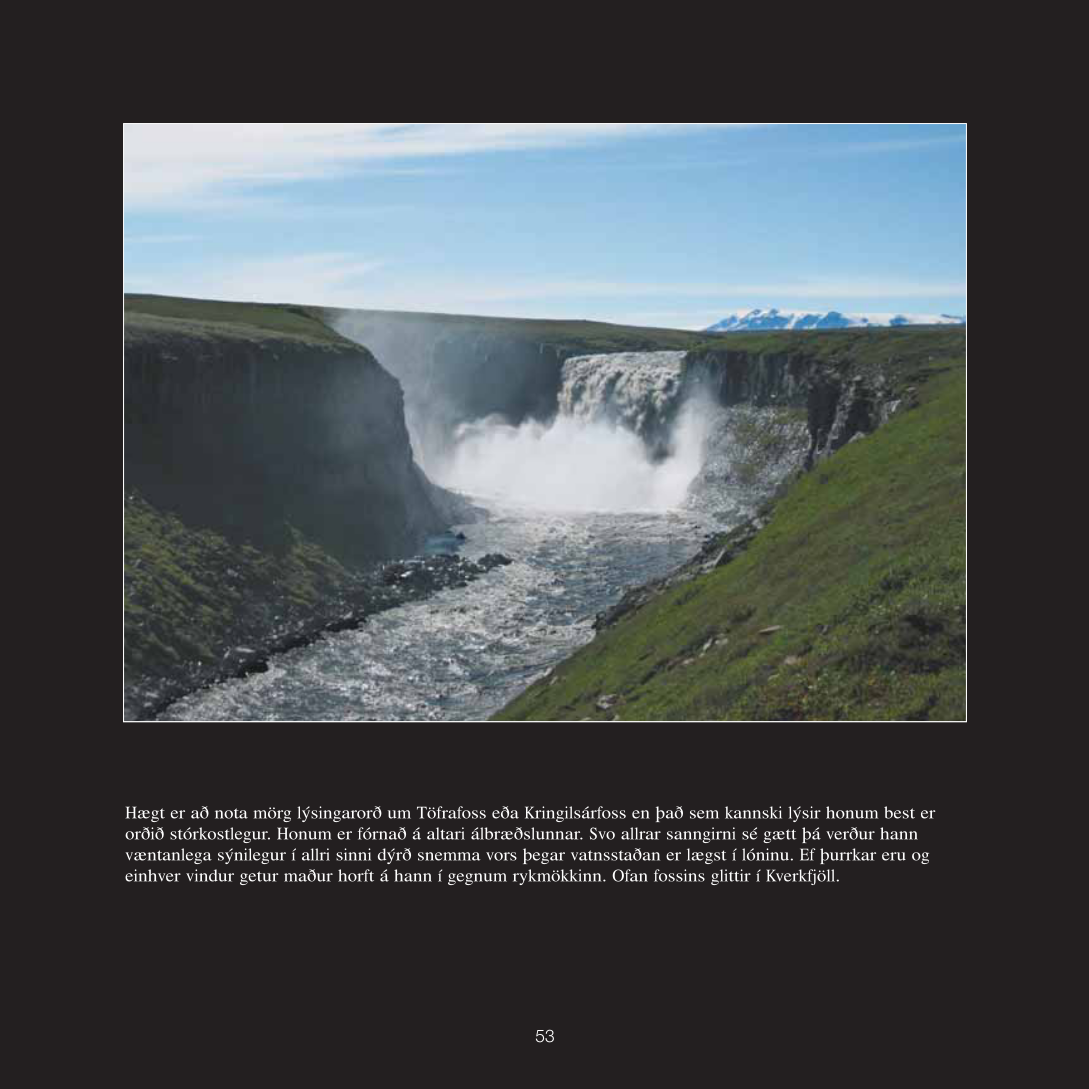 Hægt er að nota mörg lýsingarorð um Töfrafoss eða Kringilsárfoss en það sem kannski lýsir honum best er
orðið stórkostlegur. Honum er fórnað á altari álbræðslunnar. Svo allrar sanngirni sé gætt þá verður hann
væntanlega sýnilegur í allri sinni dýrð snemma vors þegar vatnsstaðan er lægst í lóninu. Ef þurrkar eru og
einhver vindur getur maður horft á hann í gegnum rykmökkinn. Ofan fossins glittir í Kverkfjöll.
53